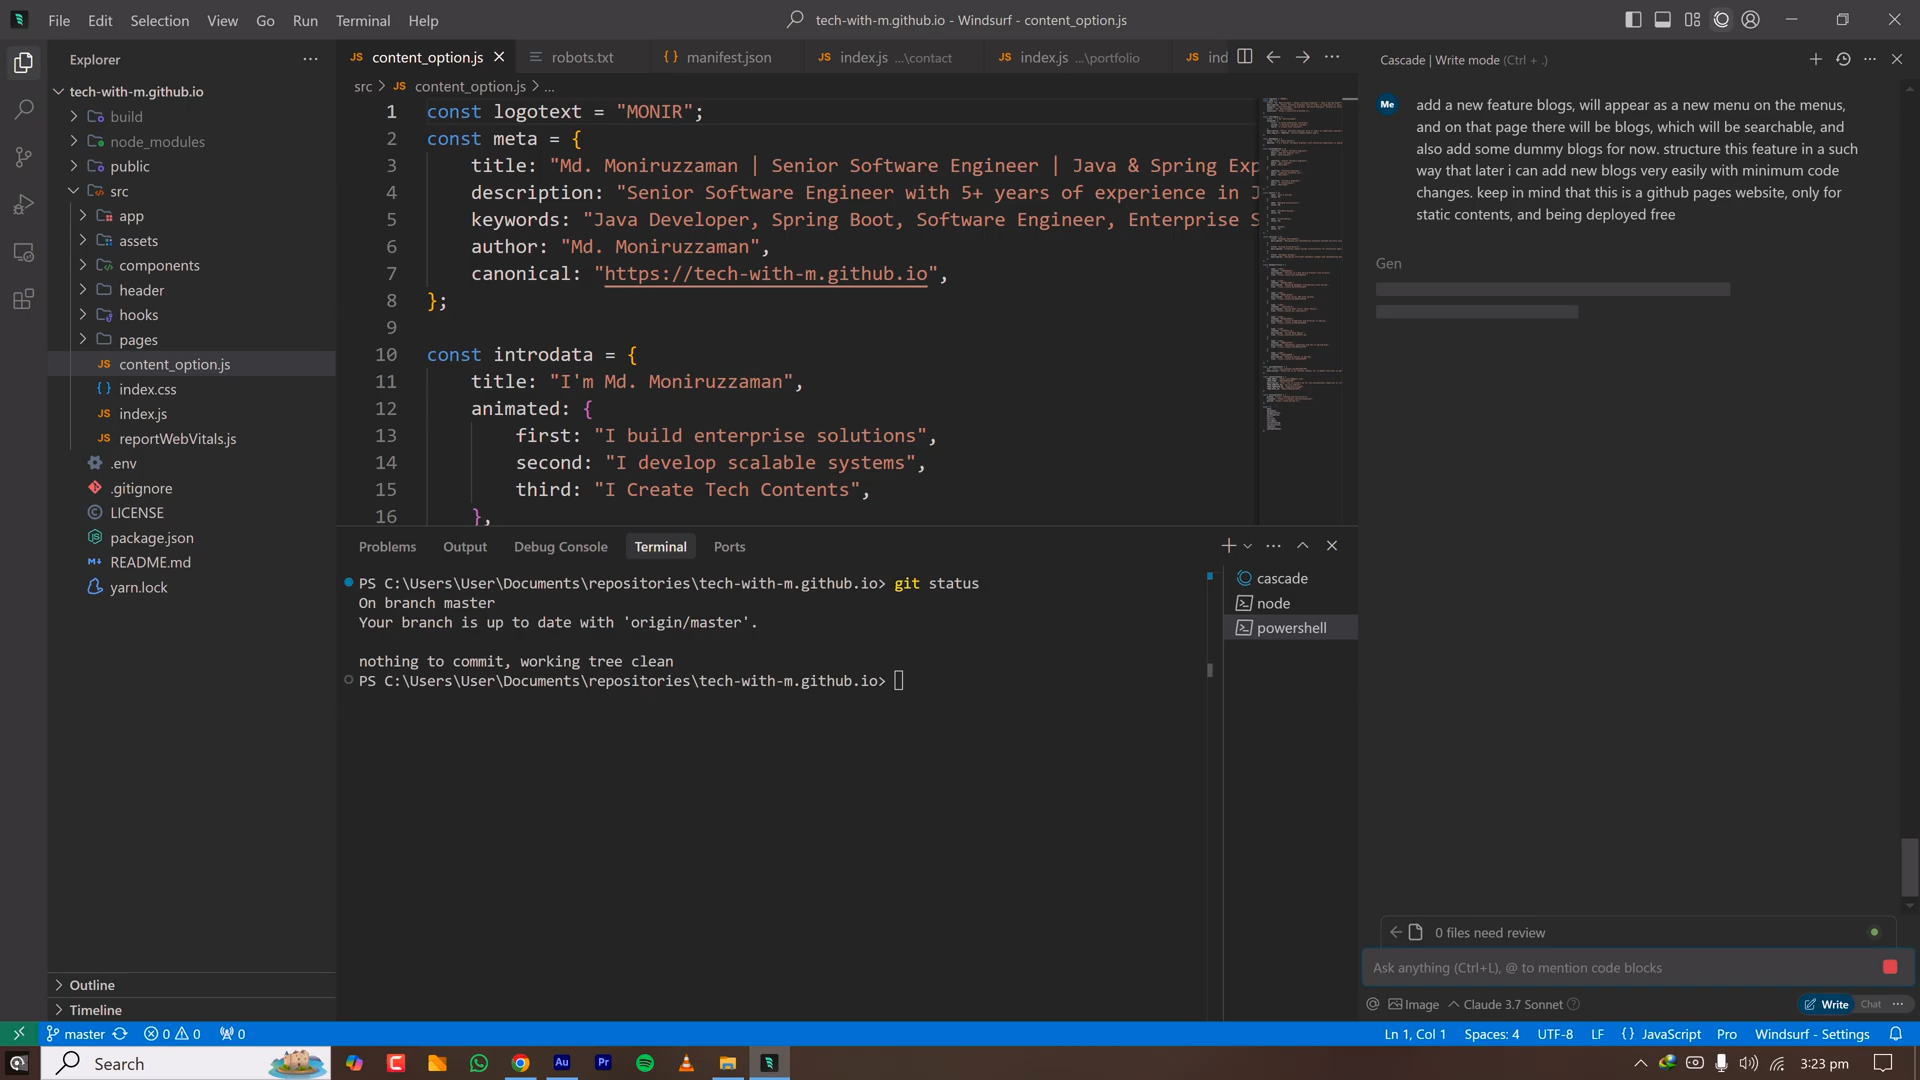 File Edit Selection View Go Run Terminal Help
tech-with-m.github.io - Windsurf - content_option.js
Explorer
tech-with-m.github.io
build
node_modules
public
src
app
assets
components
header
hooks
pages
content_option.js
index.css
index.js
reportWebVitals.js
.env
.gitignore
LICENSE
package.json
README.md
yarn.lock
Outline
Timeline
content_option.js
robots.txt
manifest.json
index.js ...\contact
index.js ...\portfolio
ind
src > content_option.js > ...
1 const logotext = "MONIR";
2 const meta = {
3 title: "Md. Moniruzzaman | Senior Software Engineer | Java & Spring Exp
4 description: "Senior Software Engineer with 5+ years of experience in J
5 keywords: "Java Developer, Spring Boot, Software Engineer, Enterprise S
6 author: "Md. Moniruzzaman",
7 canonical: "https://tech-with-m.github.io",
8 };
9
10 const introdata = {
11 title: "I'm Md. Moniruzzaman",
12 animated: {
13 first: "I build enterprise solutions",
14 second: "I develop scalable systems",
15 third: "I Create Tech Contents",
16 },
Problems Output Debug Console Terminal Ports
PS C:\Users\User\Documents\repositories\tech-with-m.github.io> git status
On branch master
Your branch is up to date with 'origin/master'.
nothing to commit, working tree clean
PS C:\Users\User\Documents\repositories\tech-with-m.github.io>
cascade
node
powershell
Cascade | Write mode (Ctrl + .)
Me
add a new feature blogs, will appear as a new menu on the menus,
and on that page there will be blogs, which will be searchable, and
also add some dummy blogs for now. structure this feature in a such
way that later i can add new blogs very easily with minimum code
changes. keep in mind that this is a github pages website, only for
static contents, and being deployed free
Gen
0 files need review
Ask anything (Ctrl+L), @ to mention code blocks
Image Claude 3.7 Sonnet
Write Chat
master 0 0 0
Ln 1, Col 1 Spaces: 4 UTF-8 LF JavaScript Pro Windsurf - Settings
Search
3:23 pm